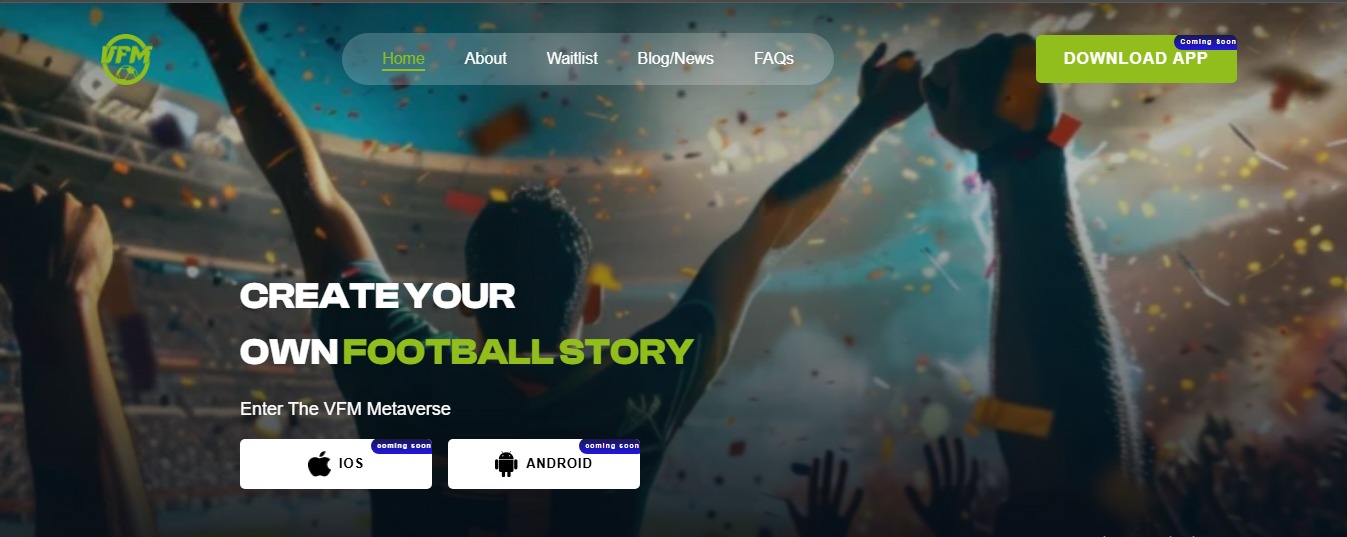 VFM
Home About Waitlist Blog/News FAQs
Coming Soon
DOWNLOAD APP
CREATE YOUR
OWN FOOTBALL STORY
Enter The VFM Metaverse
coming soon
IOS
coming soon
ANDROID